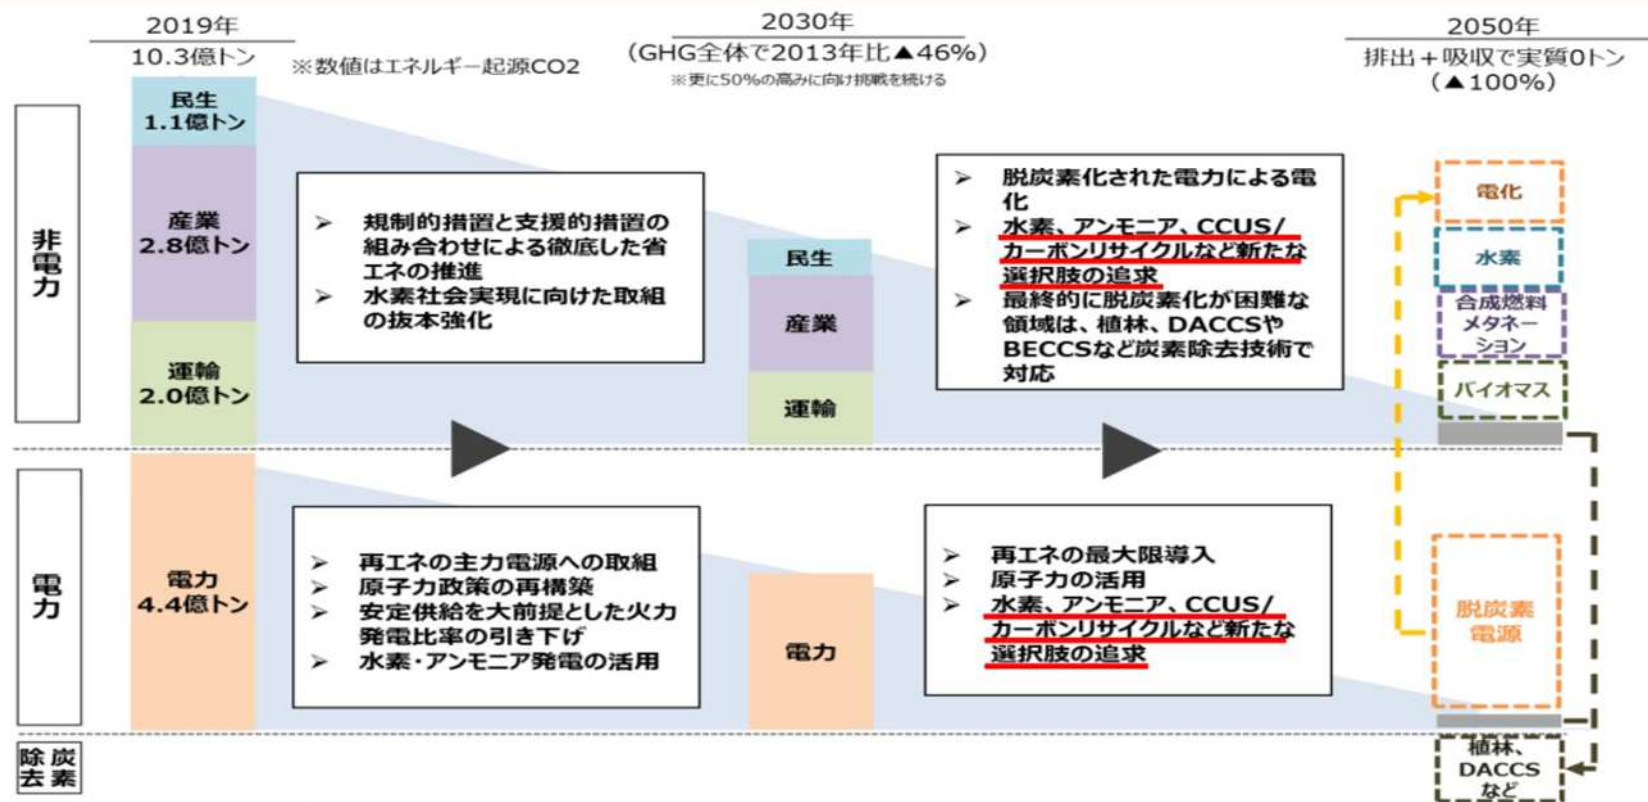 2019年
10.3億トン
※数値はエネルギー起源CO2
2030年
(GHG全体で2013年比▲46%)
※更に50%の高みに向け挑戦を続ける
2050年
排出+吸収で実質0トン
(▲100%)
非電力
民生
1.1億トン
産業
2.8億トン
運輸
2.0億トン
➢ 規制的措置と支援的措置の
組み合わせによる徹底した省
エネの推進
➢ 水素社会実現に向けた取組
の抜本強化
民生
産業
運輸
➢ 脱炭素化された電力による電
化
➢ 水素、アンモニア、CCUS/
カーボンリサイクルなど新たな
選択肢の追求
➢ 最終的に脱炭素化が困難な
領域は、植林、DACCSや
BECCSなど炭素除去技術で
対応
電化
水素
合成燃料
メタネー
ション
バイオマス
電力
電力
4.4億トン
➢ 再エネの主力電源への取組
➢ 原子力政策の再構築
➢ 安定供給を大前提とした火力
発電比率の引き下げ
➢ 水素・アンモニア発電の活用
電力
➢ 再エネの最大限導入
➢ 原子力の活用
➢ 水素、アンモニア、CCUS/
カーボンリサイクルなど新たな
選択肢の追求
脱炭素
電源
炭素
除去
植林、
DACCS
など